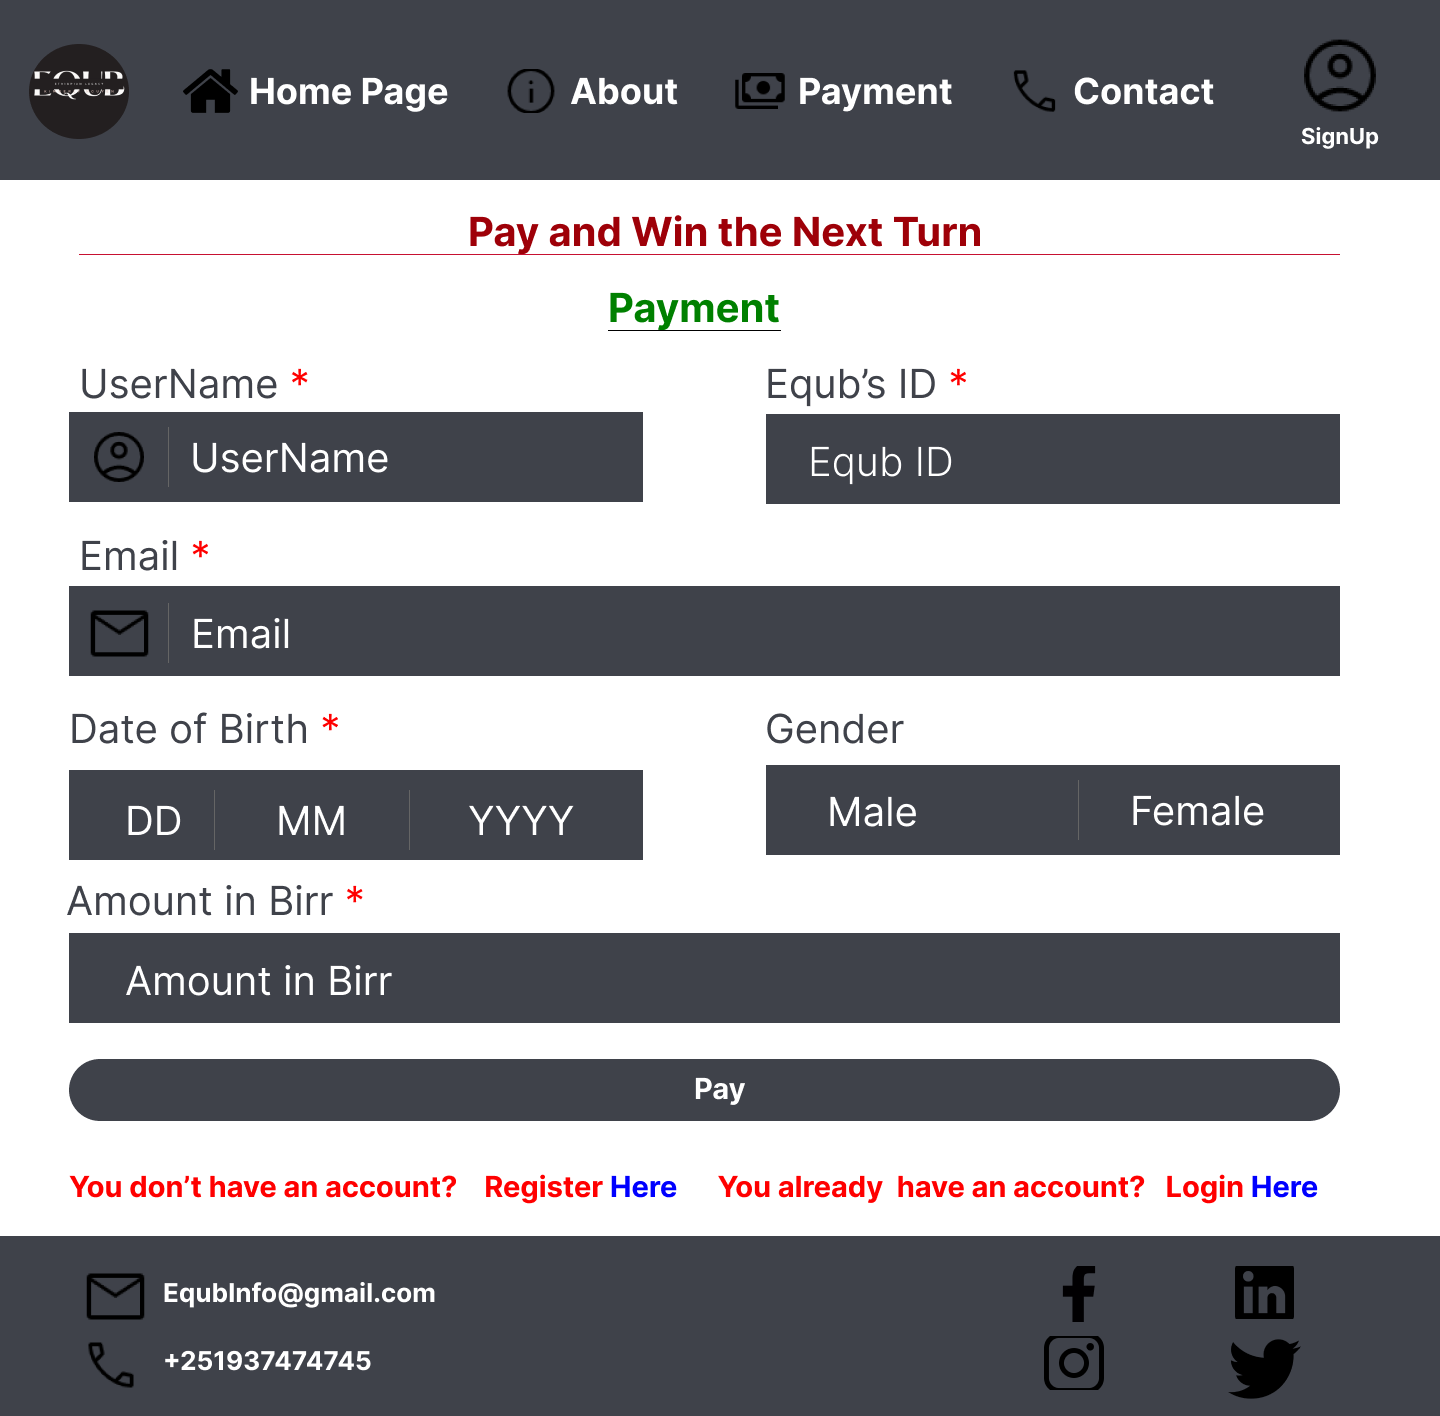 EQUB
Home Page
About
Payment
Contact
SignUp
Pay and Win the Next Turn
Payment
UserName *
Equb’s ID *
UserName
Equb ID
Email *
Email
Date of Birth *
Gender
DD MM YYYY
Male Female
Amount in Birr *
Amount in Birr
Pay
You don’t have an account? Register Here
You already have an account? Login Here
EqubInfo@gmail.com
+251937474745